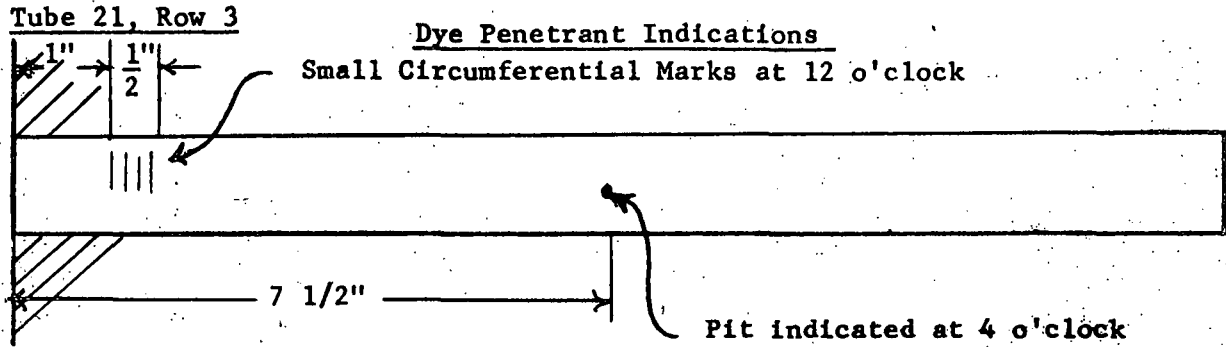 Tube 21, Row 3
Dye Penetrant Indications
1" 1/2"
Small Circumferential Marks at 12 o'clock
7 1/2"
Pit indicated at 4 o'clock